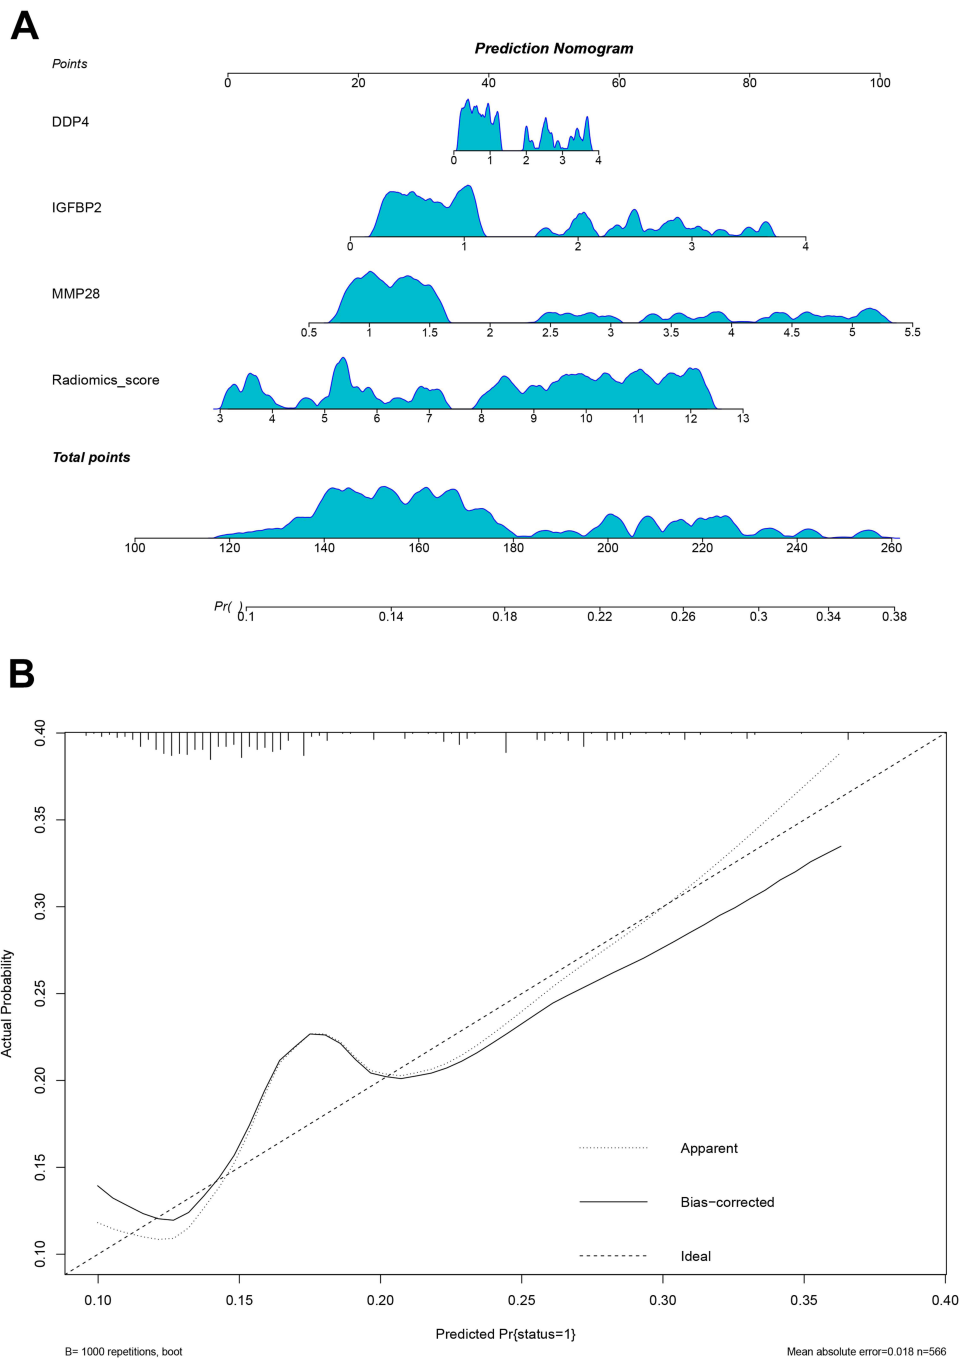 A
Prediction Nomogram
Points
0 20 40 60 80 100
DDP4
0 1 2 3 4
IGFBP2
0 1 2 3 4
MMP28
0.5 1 1.5 2 2.5 3 3.5 4 4.5 5 5.5
Radiomics_score
3 4 5 6 7 8 9 10 11 12 13
Total points
100 120 140 160 180 200 220 240 260
Pr( )
0.1 0.14 0.18 0.22 0.26 0.3 0.34 0.38
B
Actual Probability
0.40
0.35
0.30
0.25
0.20
0.15
0.10
Apparent
Bias−corrected
Ideal
0.10 0.15 0.20 0.25 0.30 0.35 0.40
Predicted Pr{status=1}
B= 1000 repetitions, boot
Mean absolute error=0.018 n=566